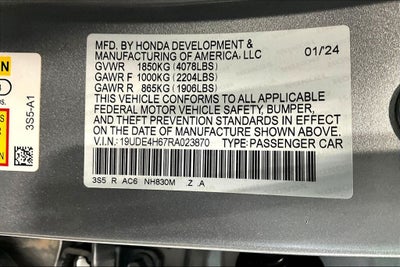 MFD. BY HONDA DEVELOPMENT &
MANUFACTURING OF AMERICA, LLC 01/24
GVWR 1850KG (4078LBS)
GAWR F 1000KG (2204LBS)
GAWR R 865KG (1906LBS)
THIS VEHICLE CONFORMS TO ALL APPLICABLE
FEDERAL MOTOR VEHICLE SAFETY, BUMPER,
AND THEFT PREVENTION STANDARDS IN EFFECT
ON THE DATE OF MANUFACTURE SHOWN ABOVE.
V.I.N.: 19UDE4H67RA023870 TYPE: PASSENGER CAR
3S5 R AC6 NH830M Z .A
3S5-A1